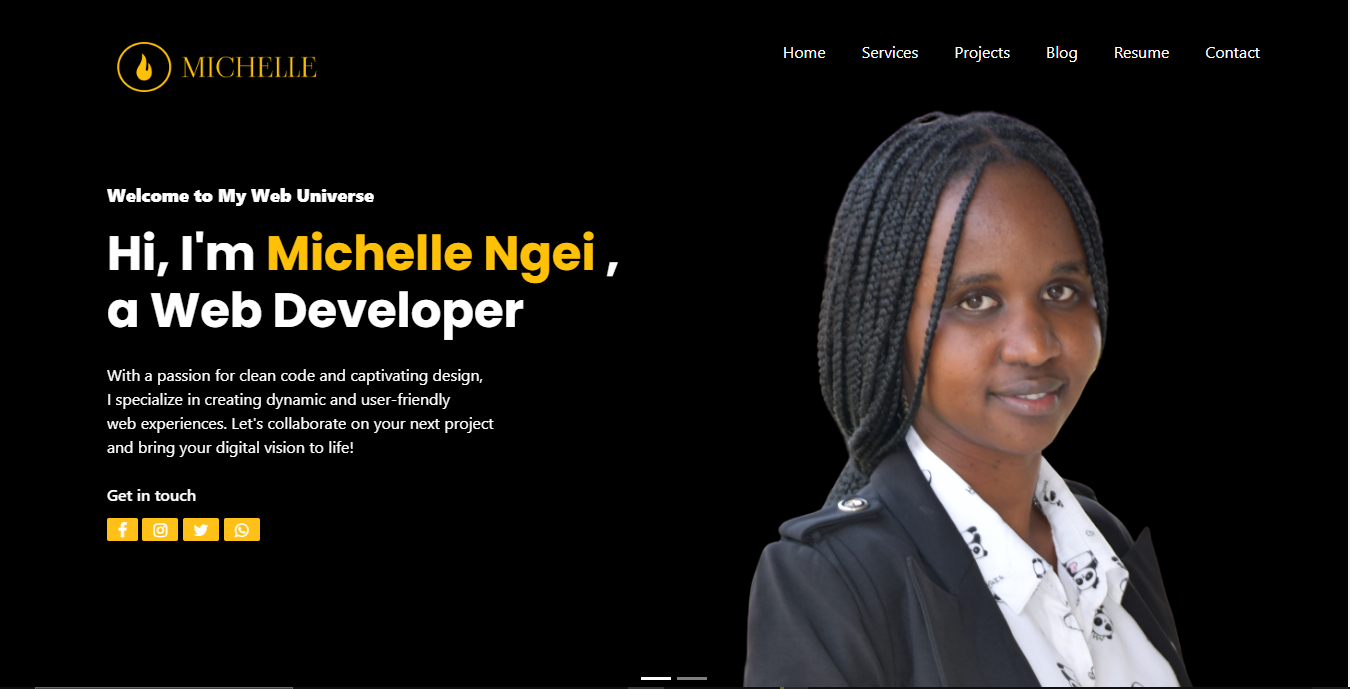 MICHELLE
Home Services Projects Blog Resume Contact
Welcome to My Web Universe
Hi, I'm Michelle Ngei ,
a Web Developer
With a passion for clean code and captivating design,
I specialize in creating dynamic and user-friendly
web experiences. Let's collaborate on your next project
and bring your digital vision to life!
Get in touch